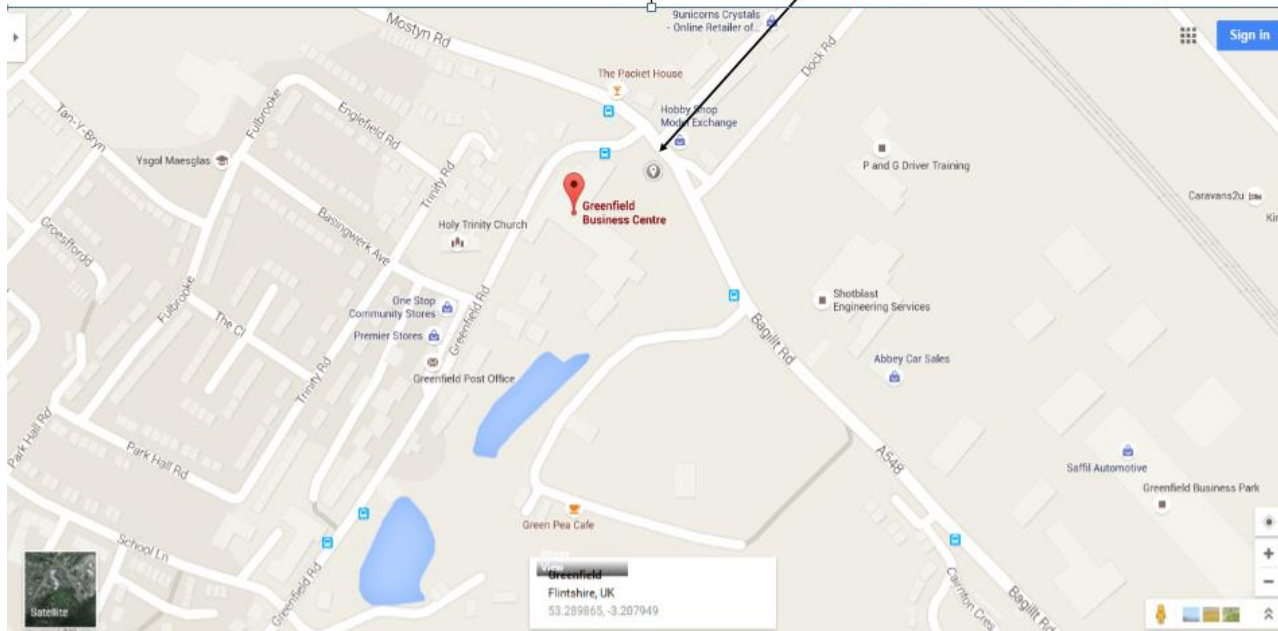 Mostyn Rd
9unicorns Crystals
- Online Retailer of...
Sign in
Dock Rd
The Packet House
Hobby Shop
Model Exchange
Fulbrooke
Englefield Rd
Tan-Y-Bryn
Ysgol Maesglas
Trinity Rd
P and G Driver Training
Caravans2u
Kin
Greenfield
Business Centre
Basingwerk Ave
Holy Trinity Church
Groesffordd
Fulbrooke
The Cl
One Stop
Community Stores
Premier Stores
Greenfield Rd
Shotblast
Engineering Services
Bagillt Rd
Abbey Car Sales
Greenfield Post Office
Trinity Rd
Park Hall Rd
Park Hall Rd
A548
Saffil Automotive
Greenfield Business Park
Green Pea Cafe
School Ln
Greenfield Rd
Satellite
Street
View
Greenfield
Flintshire, UK
53.289865, -3.207949
Cairnton Cres
Bagillt Rd